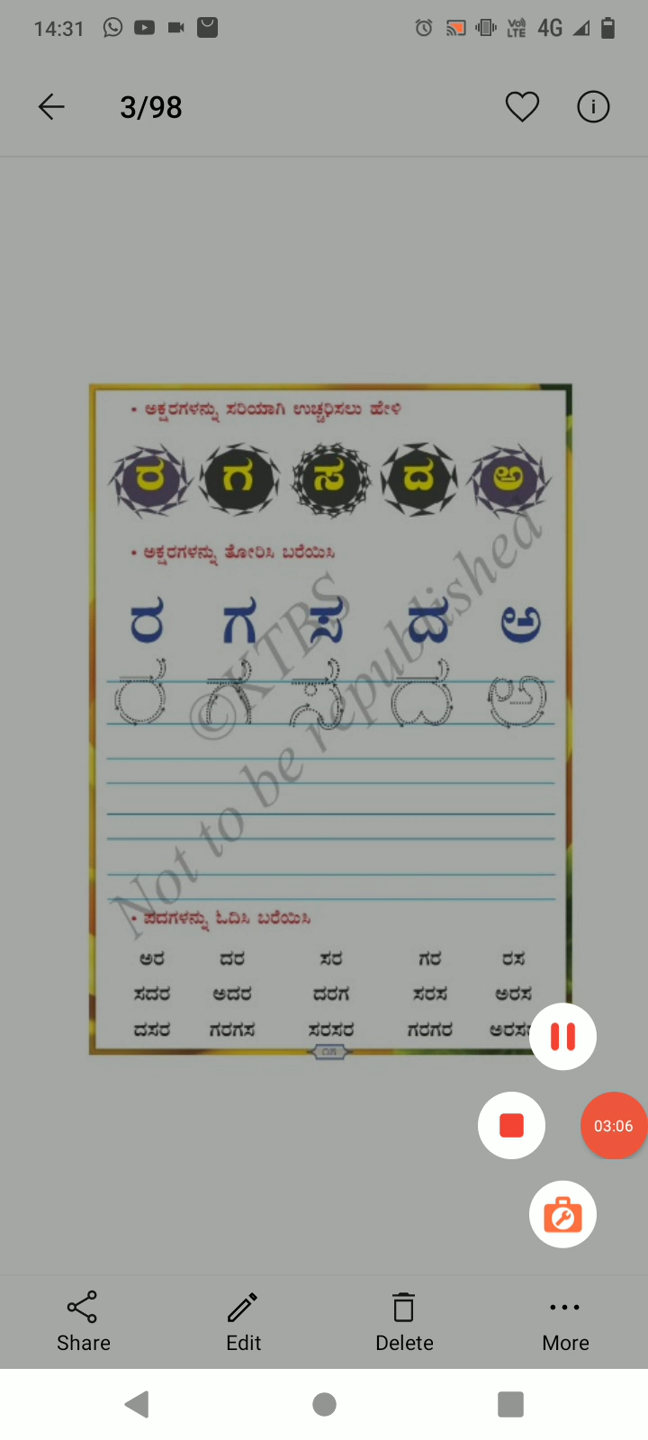 14:31 Vo) LTE 4G
3/98
• ಅಕ್ಷರಗಳನ್ನು ಸರಿಯಾಗಿ ಉಚ್ಚರಿಸಲು ಹೇಳಿ
ರ ಗ ಸ ದ ಅ
• ಅಕ್ಷರಗಳನ್ನು ತೋರಿಸಿ ಬರೆಯಿಸಿ
ರ ಗ ಸ ದ ಅ
ರ ಗ ಸ ದ ಅ
©KTBS
Not to be republished
• ಪದಗಳನ್ನು ಓದಿಸಿ ಬರೆಯಿಸಿ
ಅರ ದರ ಸರ ಗರ ರಸ
ಸದರ ಅದರ ದರಗ ಸರಸ ಅರಸ
ದಸರ ಗರಗಸ ಸರಸರ ಗರಗರ
03:06
Share Edit Delete More